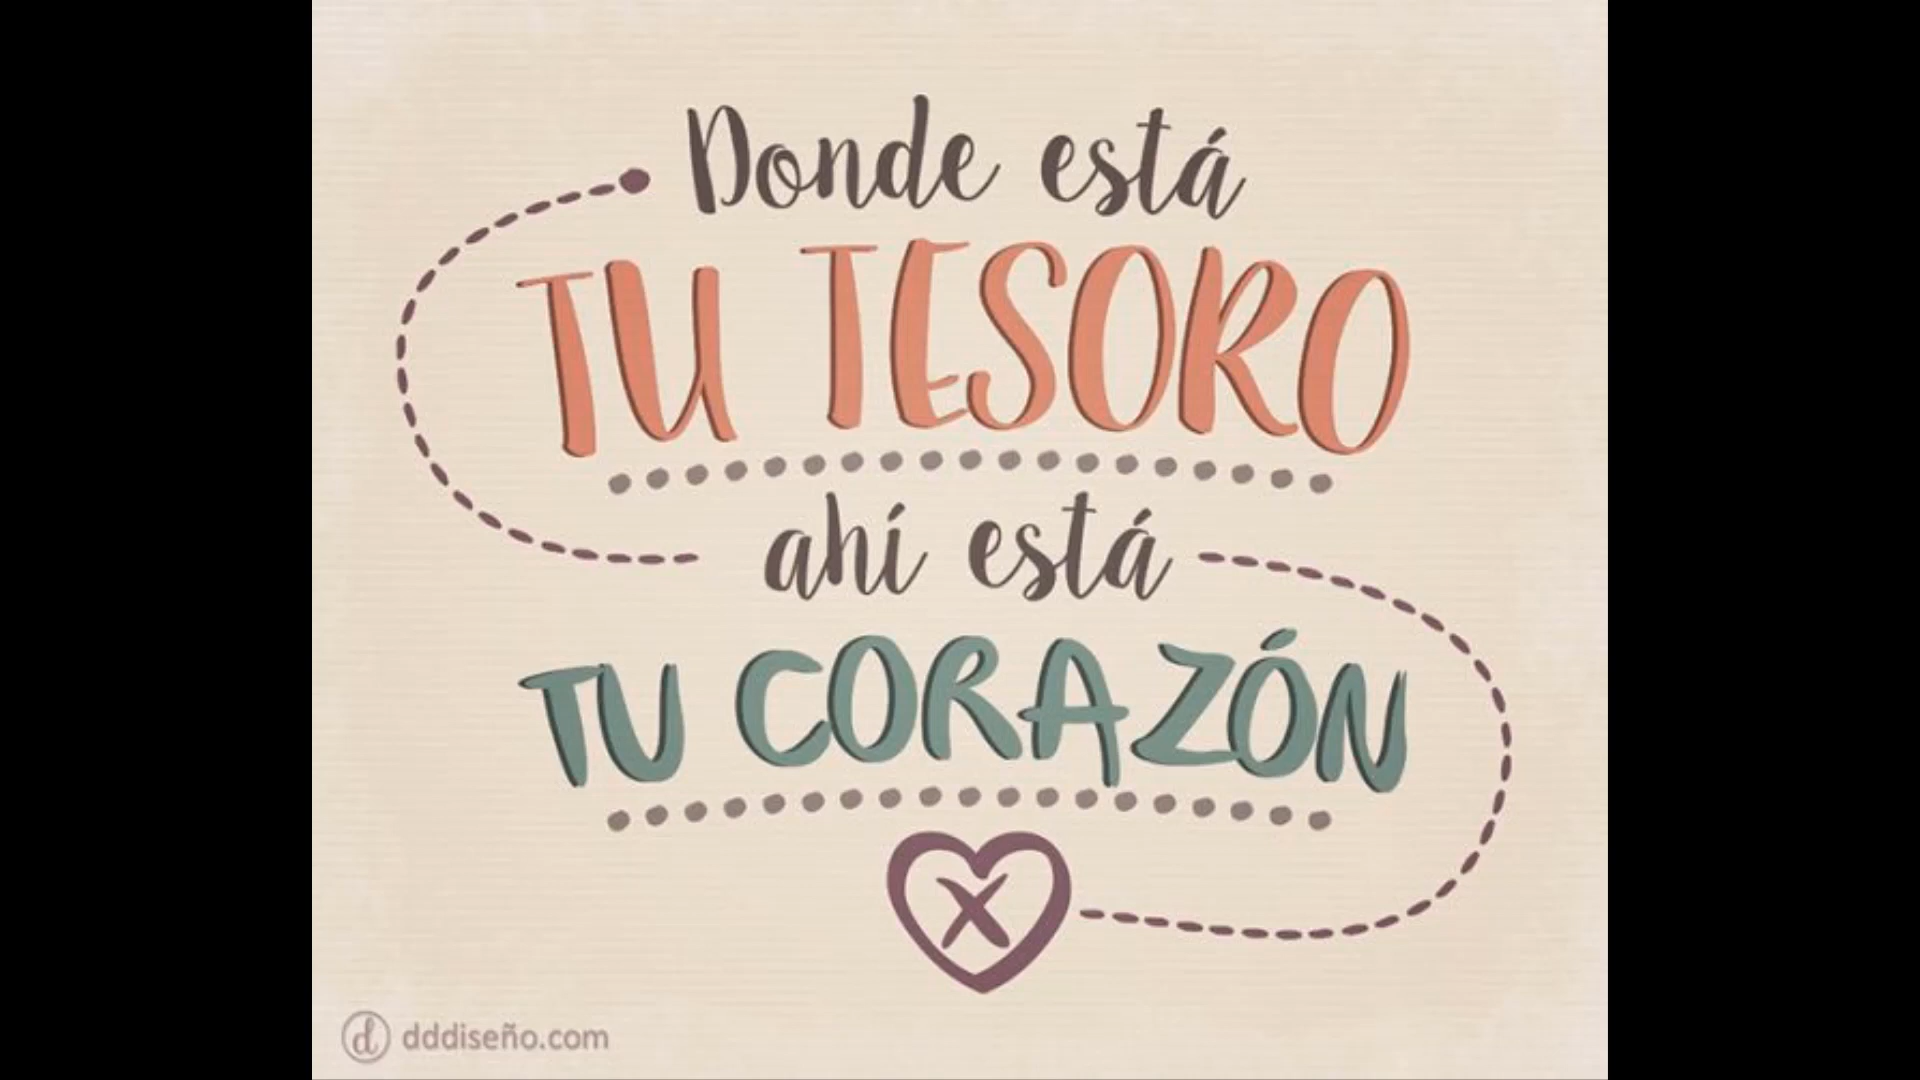 Donde está
TU TESORO
ahí está
TU CORAZÓN
X
d dddiseño.com